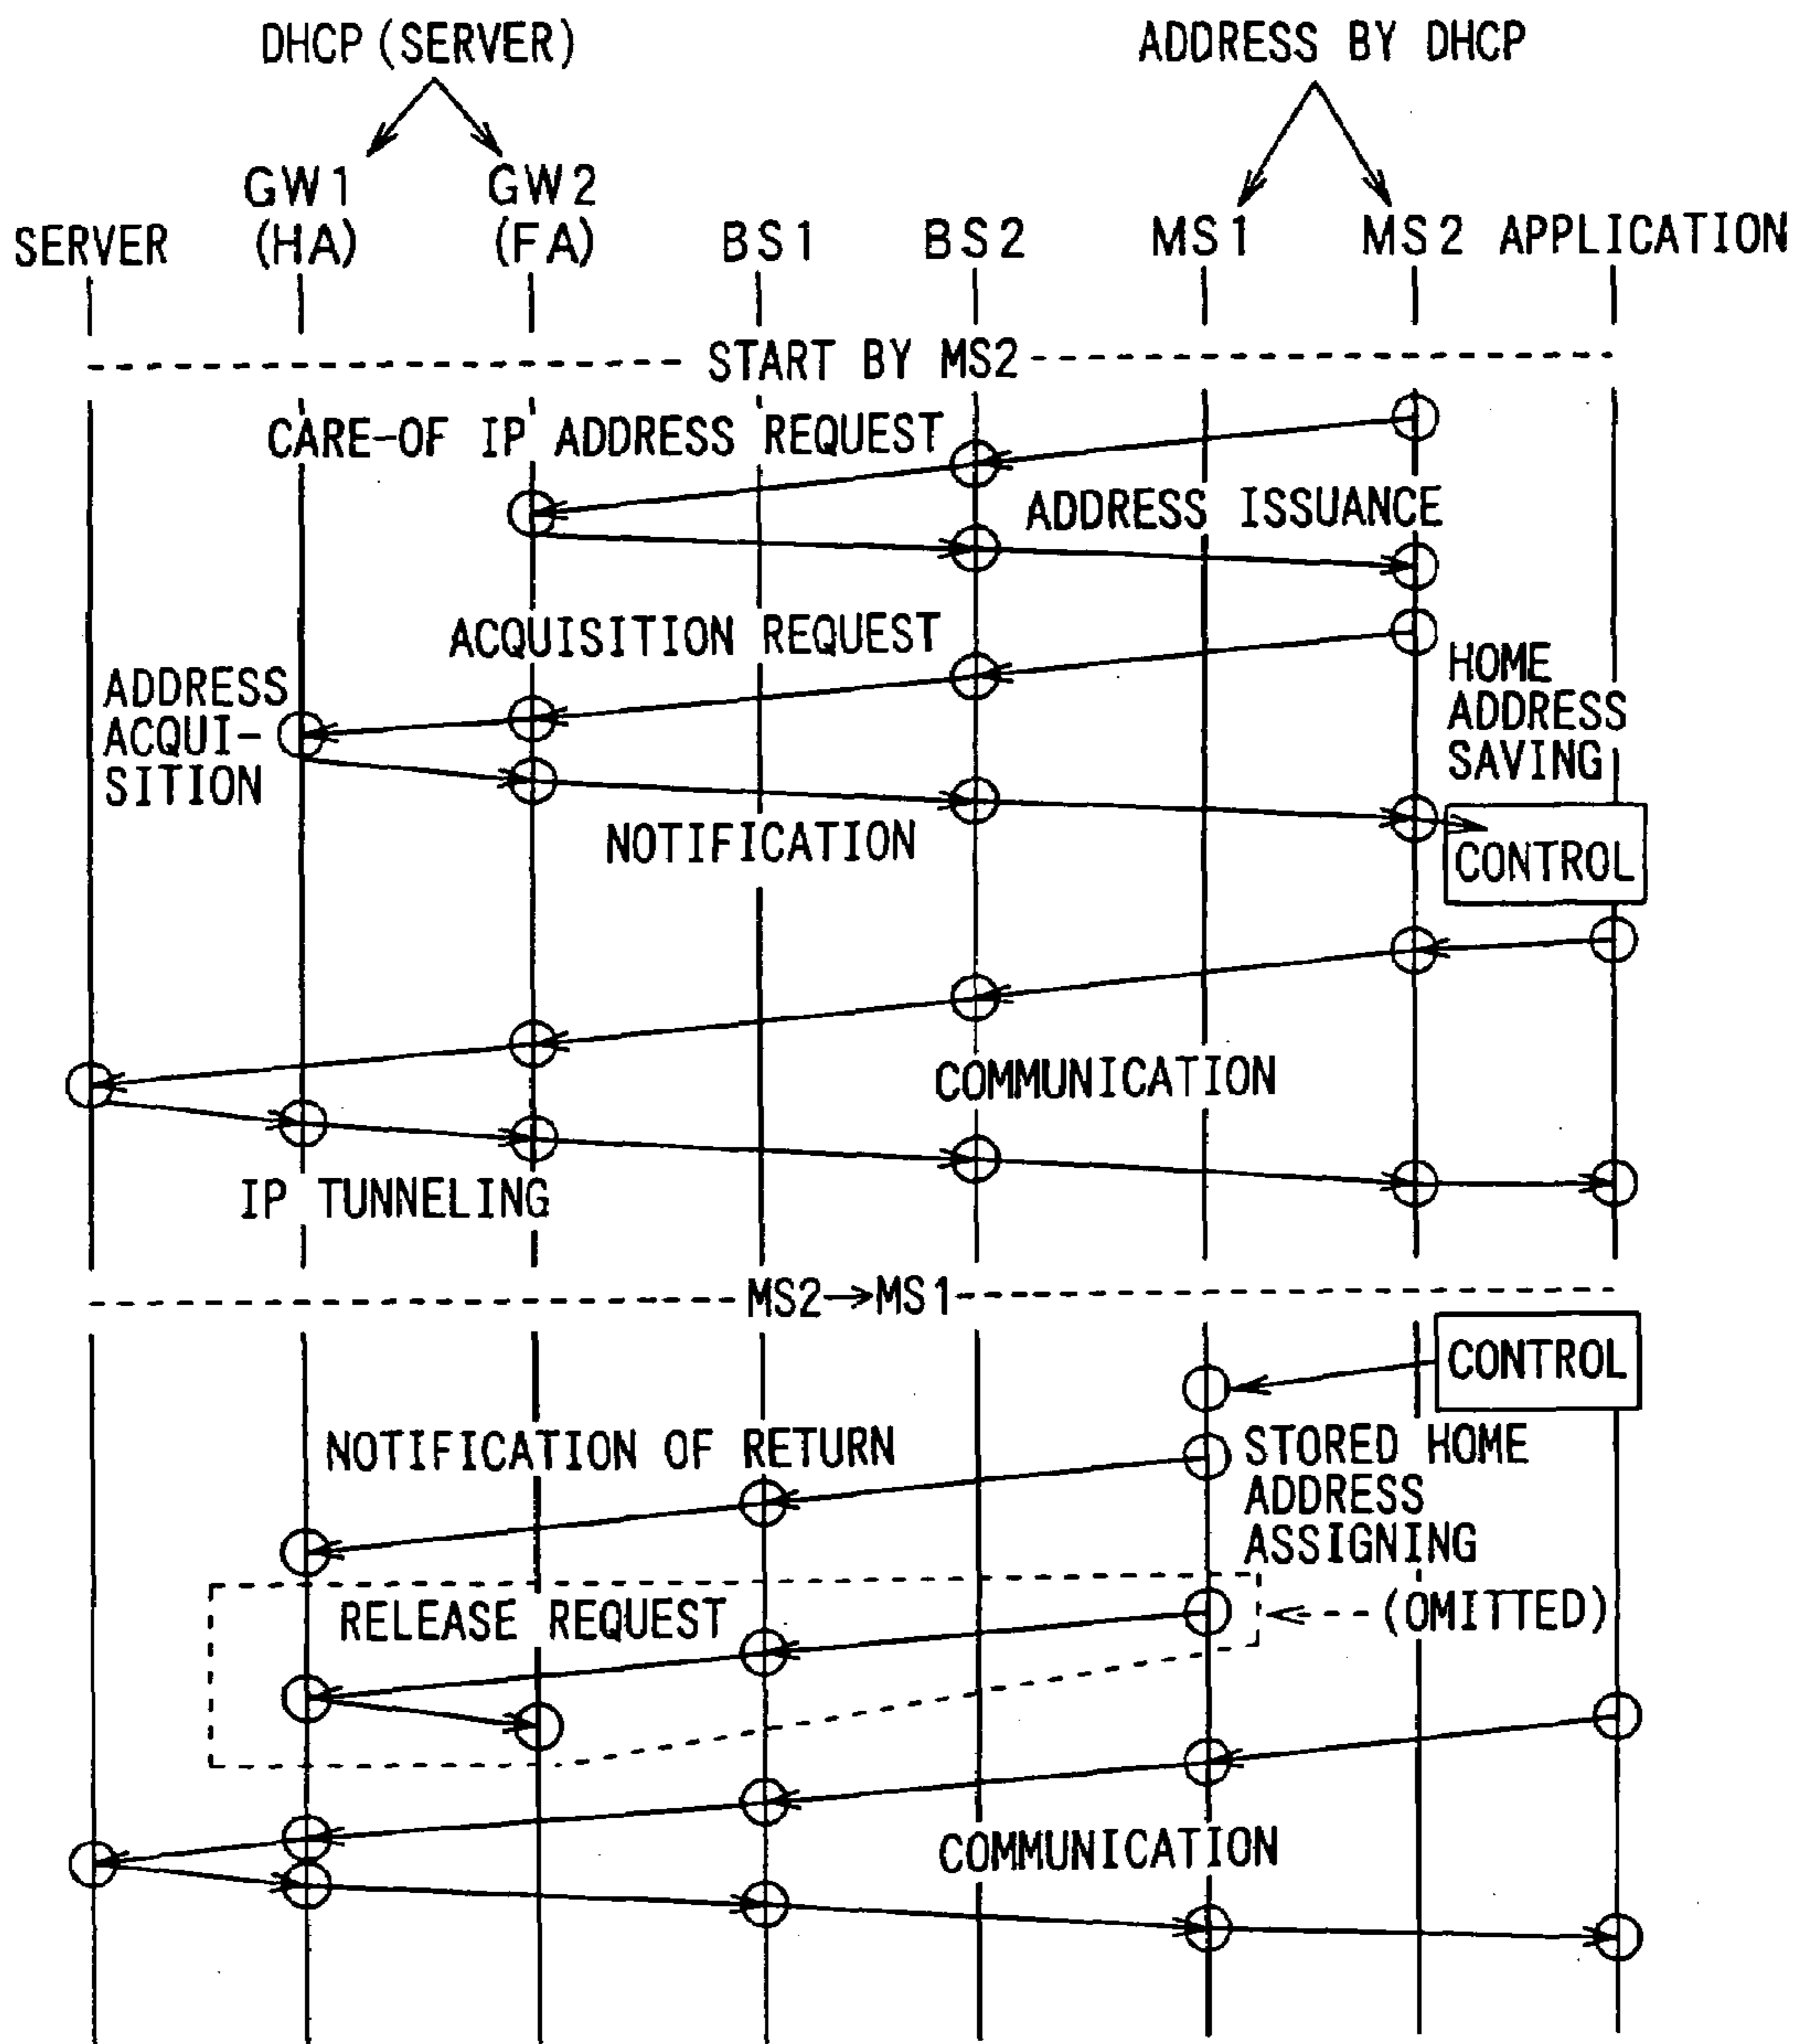 DHCP (SERVER)
ADDRESS BY DHCP
GW1
(HA)
GW2
(FA)
SERVER
BS1
BS2
MS1
MS2
APPLICATION
START BY MS2
CARE-OF IP ADDRESS REQUEST
ADDRESS ISSUANCE
ACQUISITION REQUEST
ADDRESS
ACQUI-
SITION
HOME
ADDRESS
SAVING
NOTIFICATION
CONTROL
COMMUNICATION
IP TUNNELING
MS2→MS1
CONTROL
NOTIFICATION OF RETURN
STORED HOME
ADDRESS
ASSIGNING
RELEASE REQUEST
(OMITTED)
COMMUNICATION